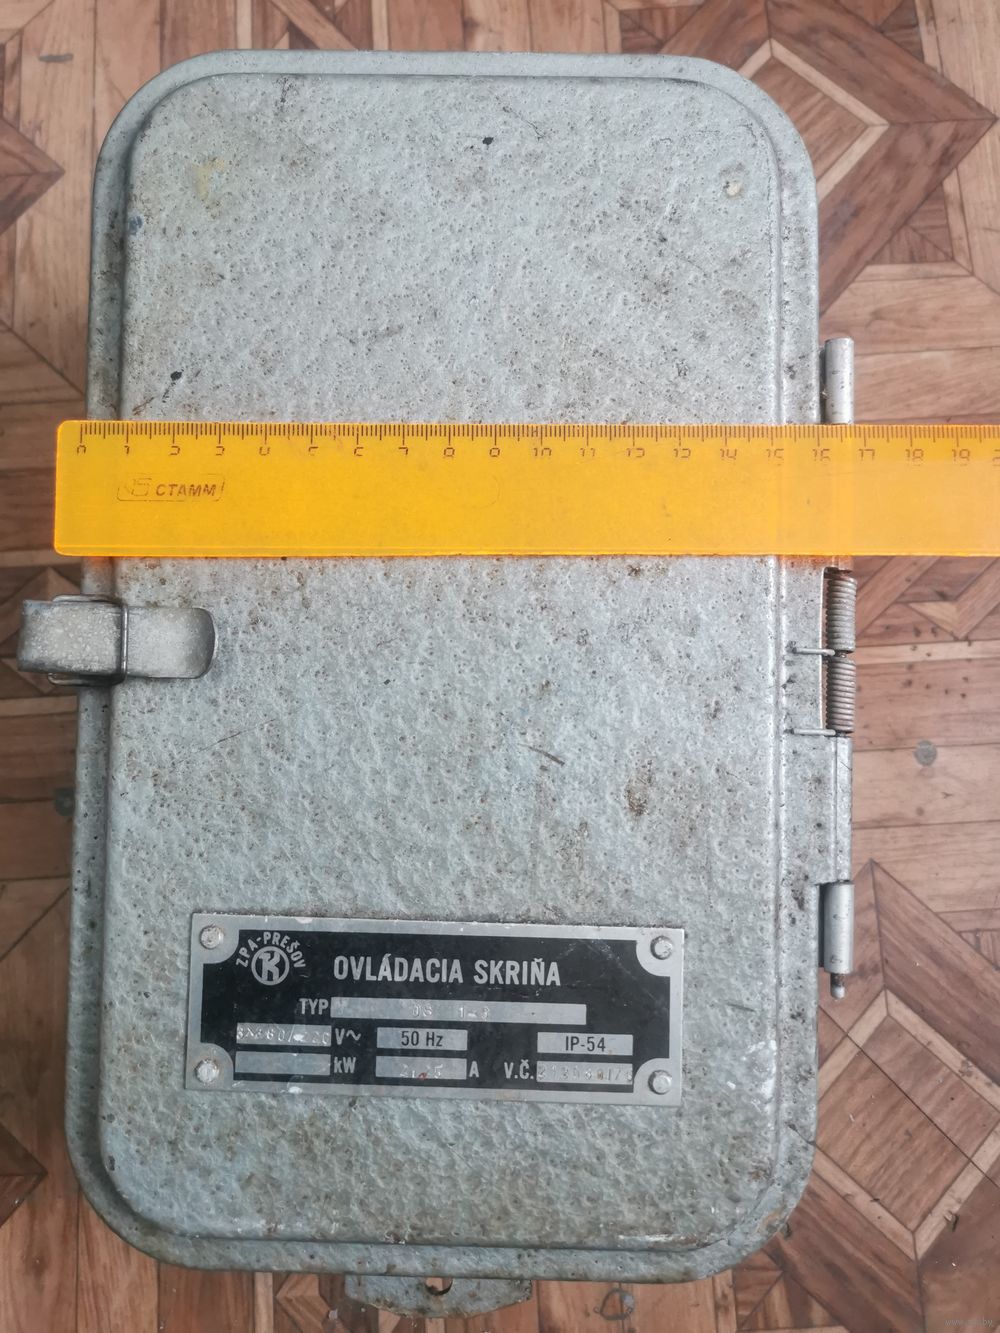 0 1 2 3 4 5 6 7 8 9 10 11 12 13 14 15 16 17 18 19
СТАММ
ZPA-PREŠOV
K
OVLÁDACIA SKRIŇA
TYP
V~ 50 Hz IP-54
kW A V.Č.